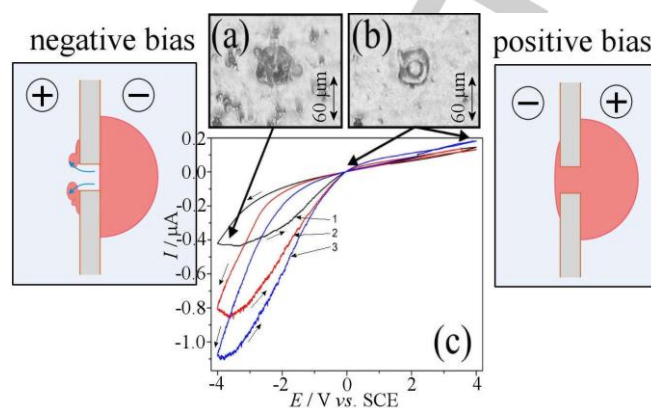 negative bias
(a)
(b)
positive bias
+
−
60 μm
60 μm
−
+
0.2
0.0
-0.2
-0.4
-0.6
-0.8
-1.0
I / μA
1
2
3
(c)
-4
-2
0
2
4
E / V vs. SCE